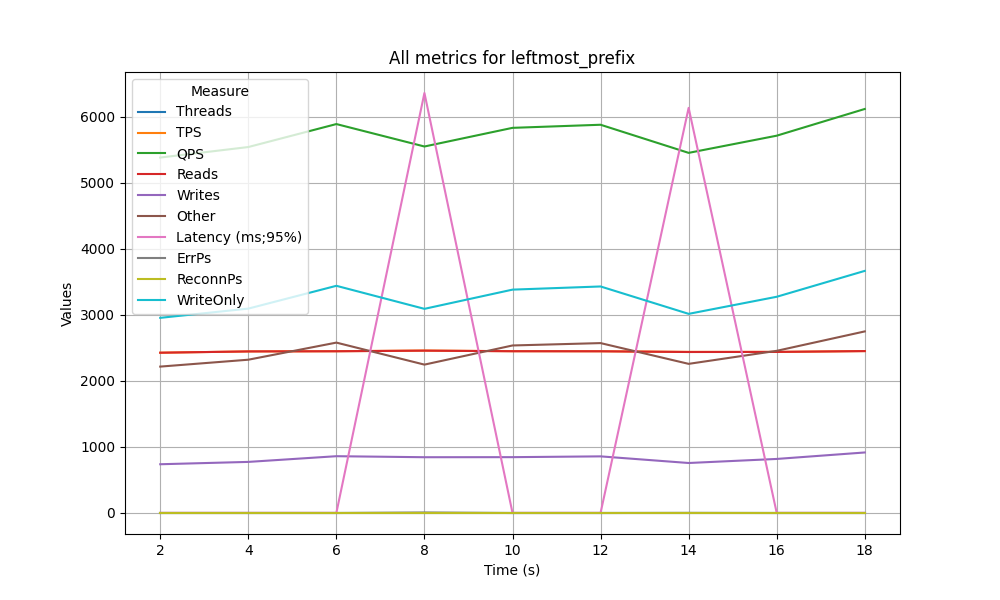 All metrics for leftmost_prefix
Measure
Threads
TPS
QPS
Reads
Writes
Other
Latency (ms;95%)
ErrPs
ReconnPs
WriteOnly
Values
6000
5000
4000
3000
2000
1000
0
2 4 6 8 10 12 14 16 18
Time (s)